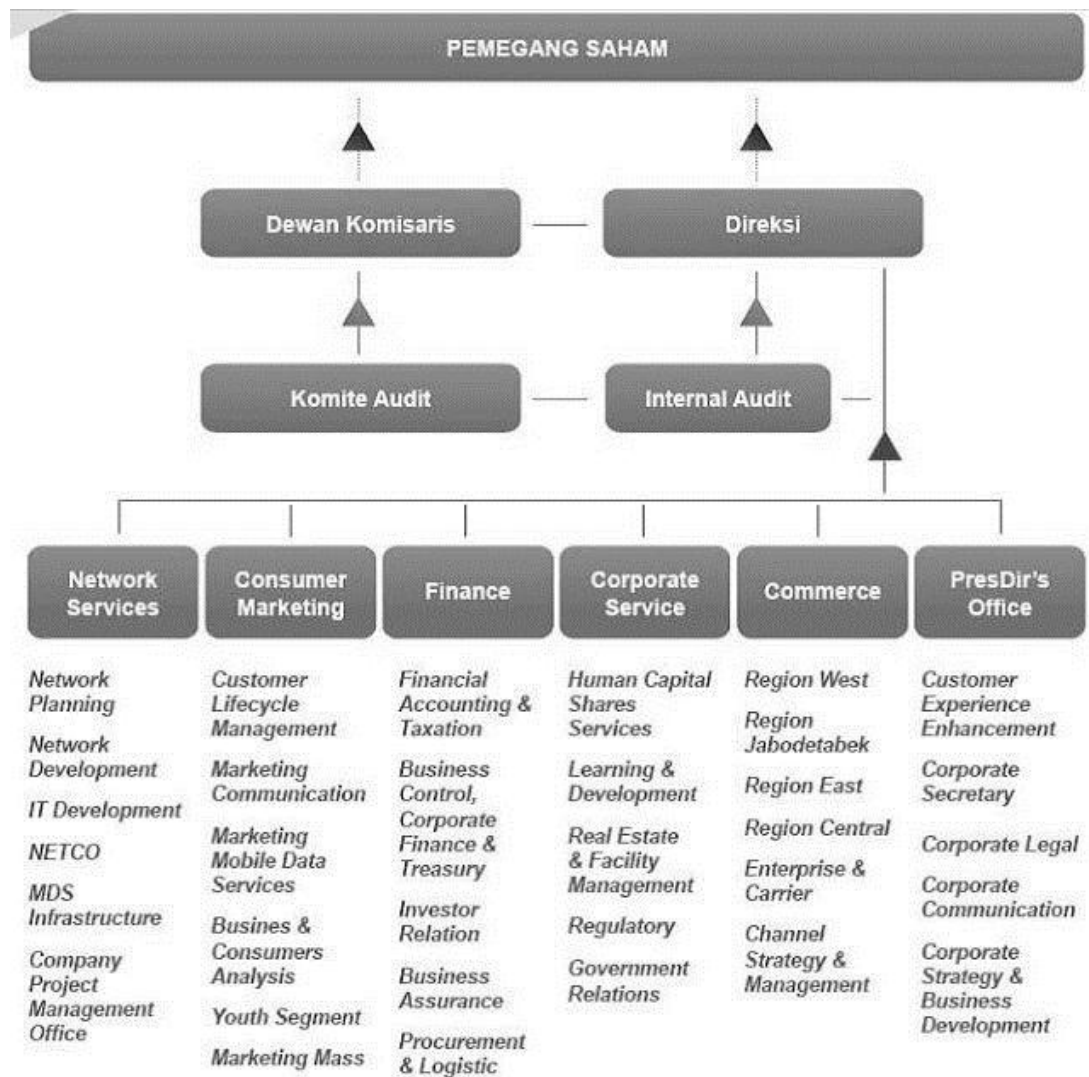 PEMEGANG SAHAM
Dewan Komisaris
Direksi
Komite Audit
Internal Audit
Network
Services
Consumer
Marketing
Finance
Corporate
Service
Commerce
PresDir's
Office
Network
Planning
Network
Development
IT Development
NETCO
MDS
Infrastructure
Company
Project
Management
Office
Customer
Lifecycle
Management
Marketing
Communication
Marketing
Mobile Data
Services
Busines &
Consumers
Analysis
Youth Segment
Marketing Mass
Financial
Accounting &
Taxation
Business
Control,
Corporate
Finance &
Treasury
Investor
Relation
Business
Assurance
Procurement
& Logistic
Human Capital
Shares
Services
Learning &
Development
Real Estate
& Facility
Management
Regulatory
Government
Relations
Region West
Region
Jabodetabek
Region East
Region Central
Enterprise &
Carrier
Channel
Strategy &
Management
Customer
Experience
Enhancement
Corporate
Secretary
Corporate Legal
Corporate
Communication
Corporate
Strategy &
Business
Development